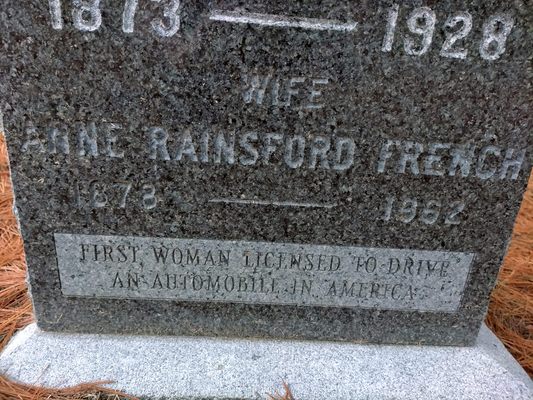 1873 — 1928
WIFE
ANNE RAINSFORD FRENCH
1878 — 1962
FIRST WOMAN LICENSED TO DRIVE
AN AUTOMOBILE IN AMERICA